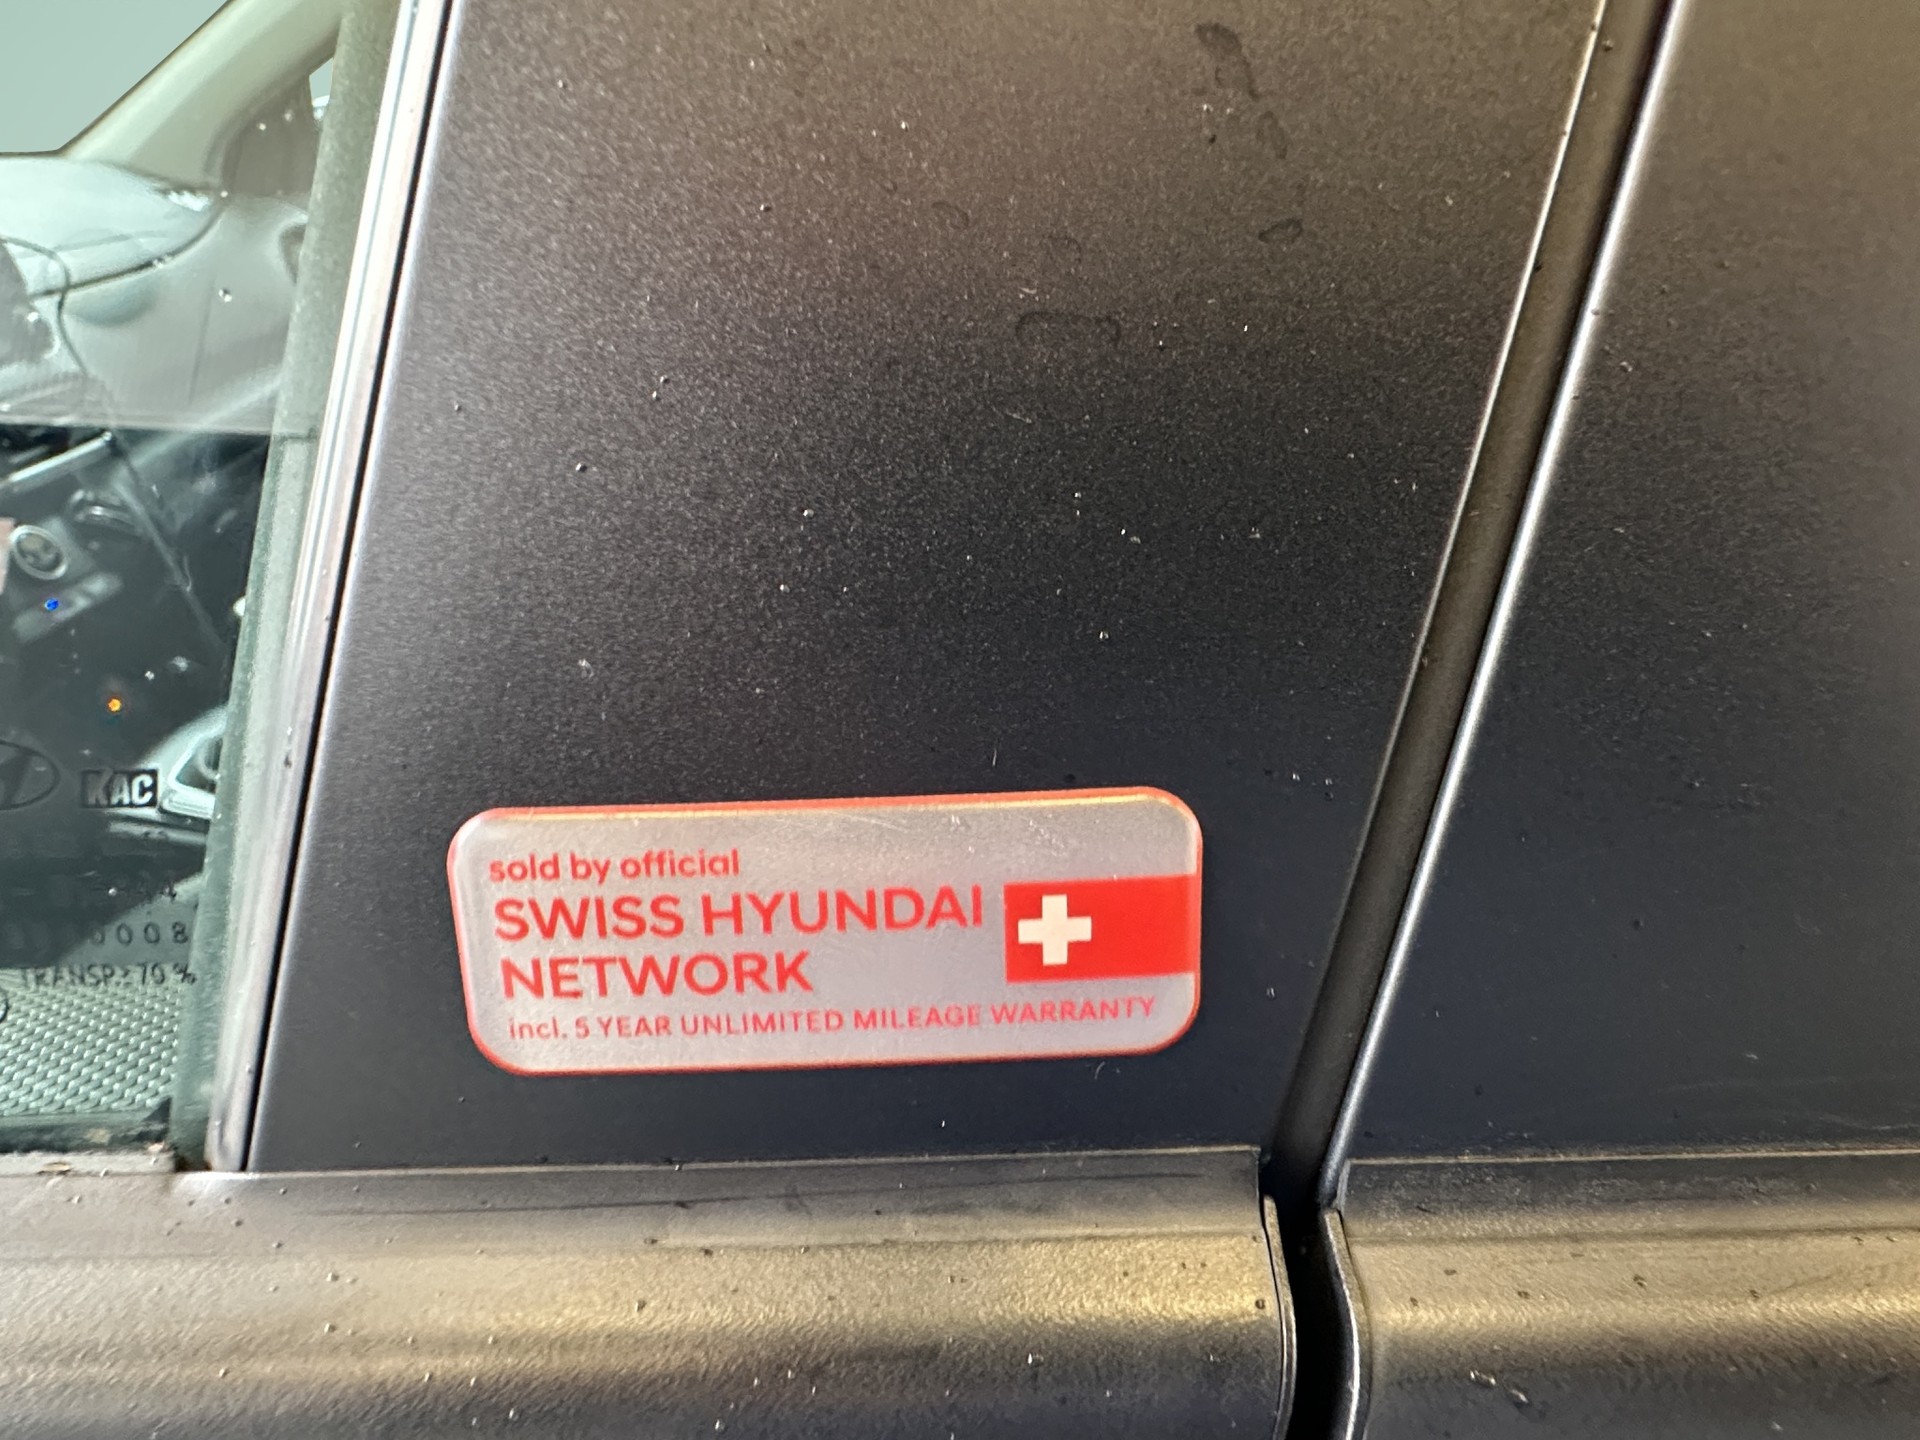 KAC
TRANSP.: 70 %
sold by official
SWISS HYUNDAI
NETWORK
incl. 5 YEAR UNLIMITED MILEAGE WARRANTY